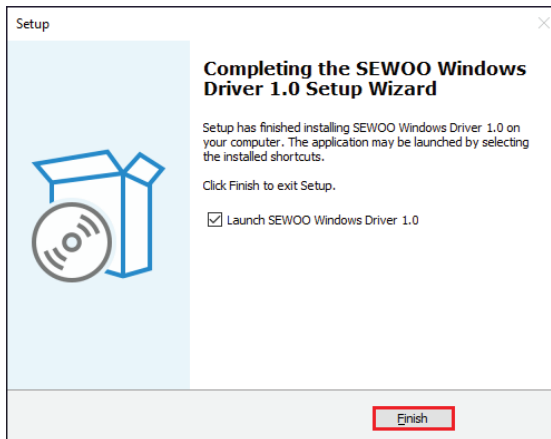 Setup
Completing the SEWOO Windows
Driver 1.0 Setup Wizard
Setup has finished installing SEWOO Windows Driver 1.0 on
your computer. The application may be launched by selecting
the installed shortcuts.
Click Finish to exit Setup.
Launch SEWOO Windows Driver 1.0
Finish